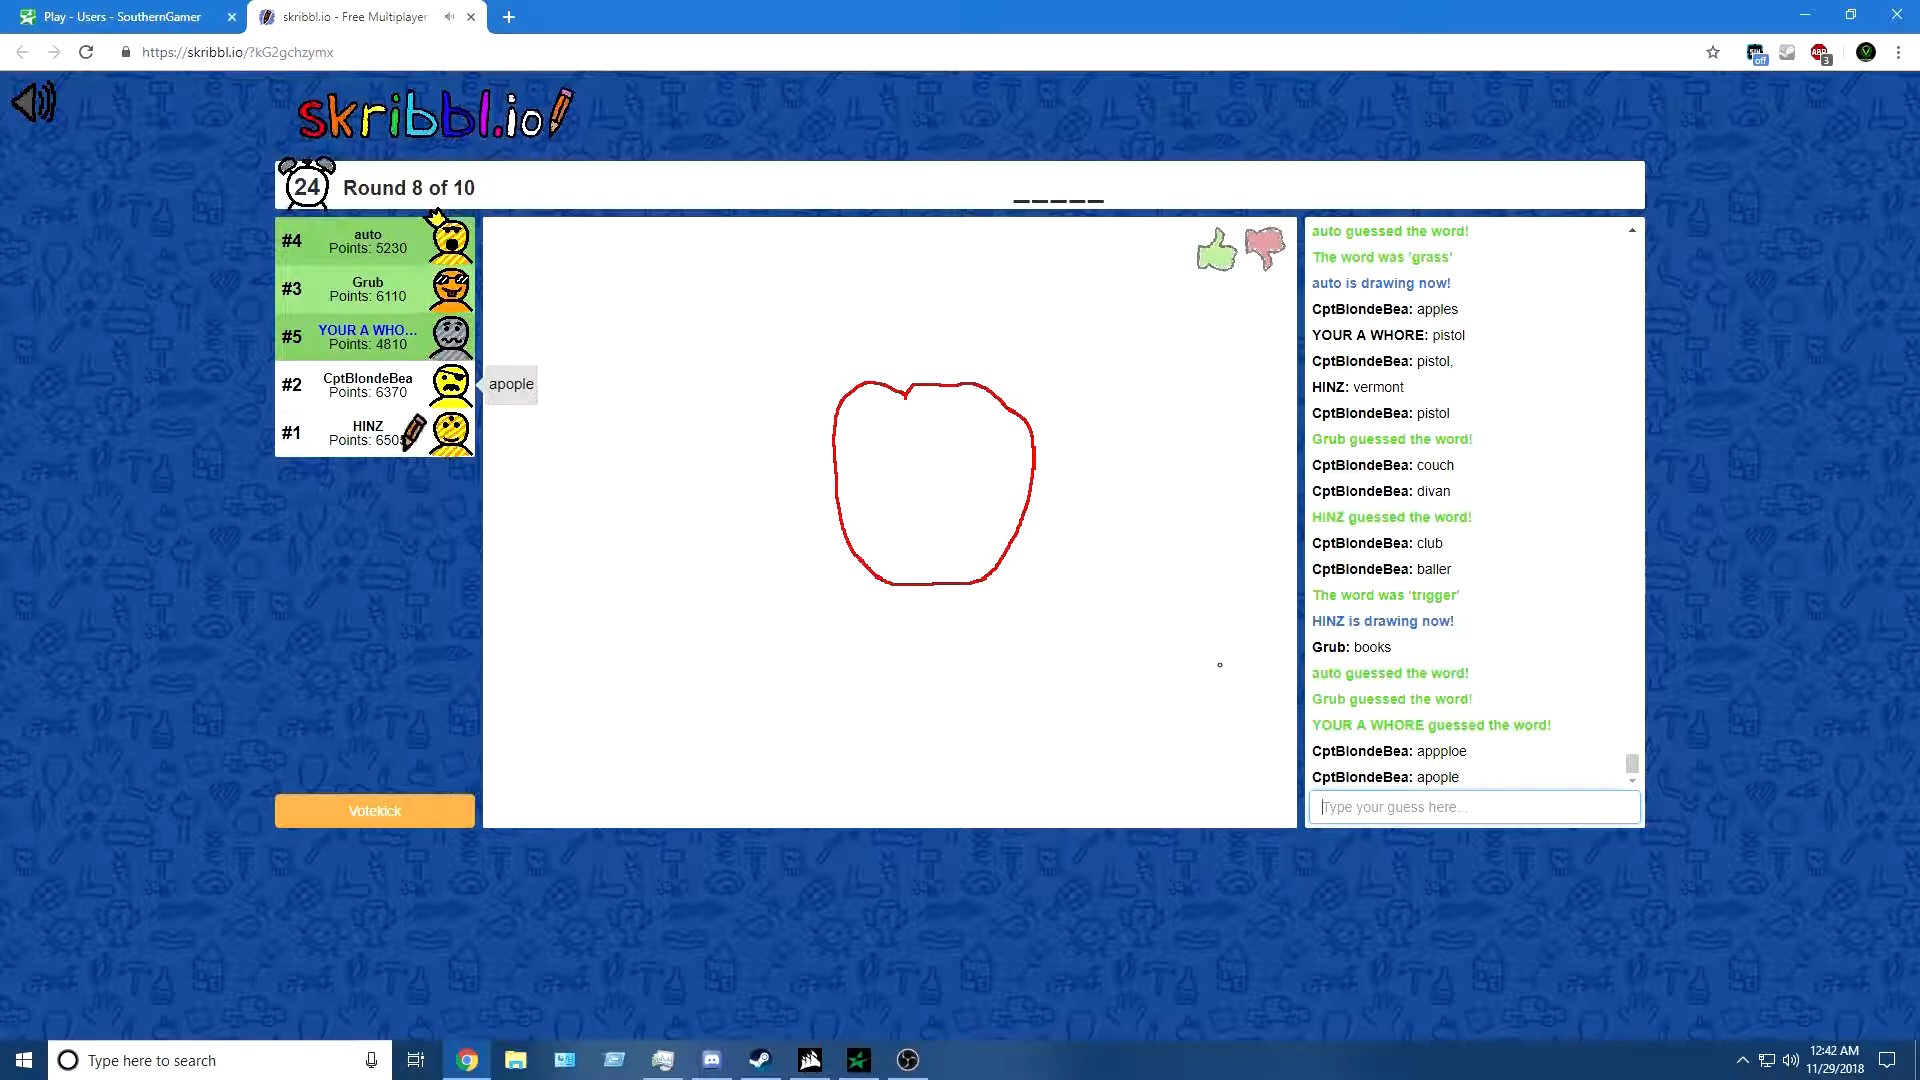 Play - Users - SouthernGamer
skribbl.io - Free Multiplayer
https://skribbl.io/?kG2gchzymx
off
ABP
3
skribbl.io
24
Round 8 of 10
_____
#4
auto
Points: 5230
#3
Grub
Points: 6110
#5
YOUR A WHO...
Points: 4810
#2
CptBlondeBea
Points: 6370
apople
#1
HINZ
Points: 6505
Votekick
auto guessed the word!
The word was 'grass'
auto is drawing now!
CptBlondeBea: apples
YOUR A WHORE: pistol
CptBlondeBea: pistol,
HINZ: vermont
CptBlondeBea: pistol
Grub guessed the word!
CptBlondeBea: couch
CptBlondeBea: divan
HINZ guessed the word!
CptBlondeBea: club
CptBlondeBea: baller
The word was 'trigger'
HINZ is drawing now!
Grub: books
auto guessed the word!
Grub guessed the word!
YOUR A WHORE guessed the word!
CptBlondeBea: appploe
CptBlondeBea: apople
Type your guess here...
Type here to search
12:42 AM
11/29/2018